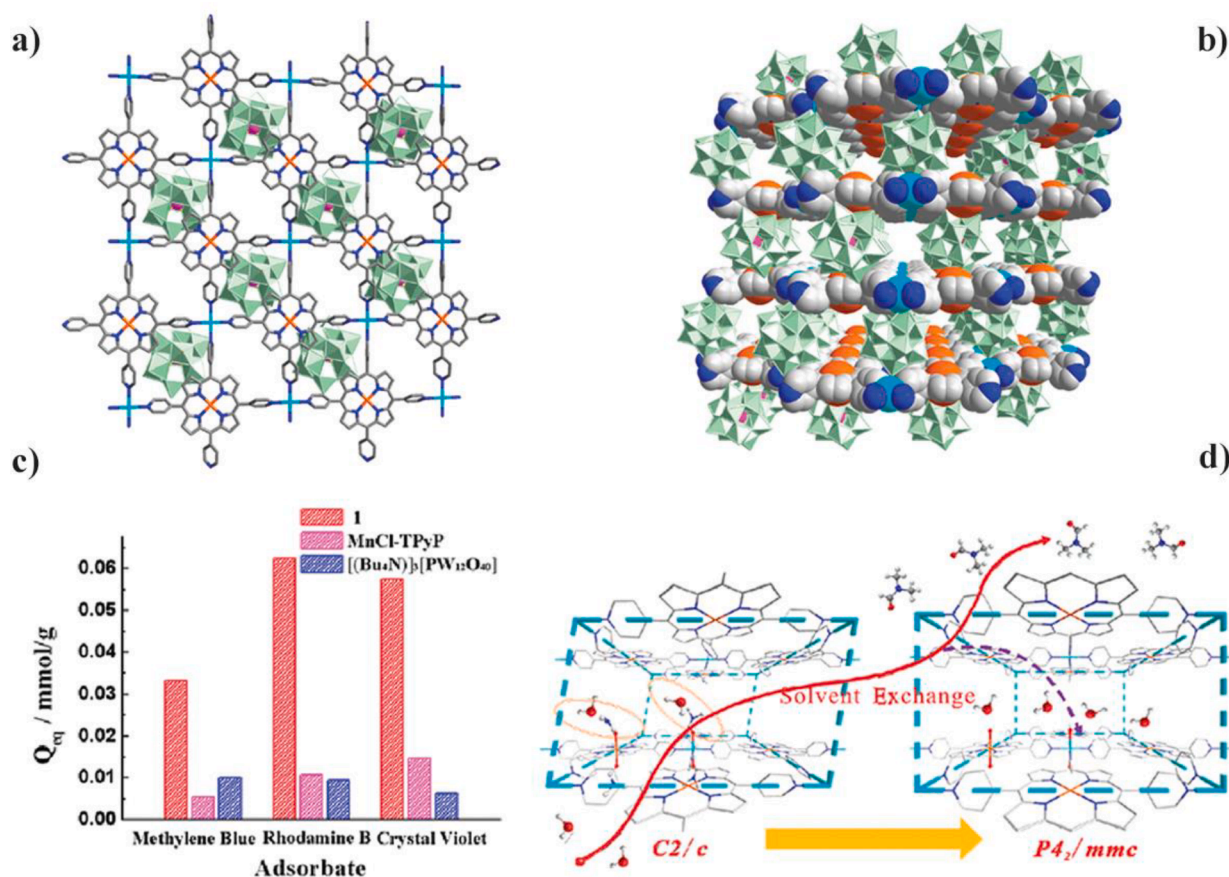 a)
b)
c)
1
MnCl-TPyP
[(Bu₄N)]₃[PW₁₂O₄₀]
0.06
0.05
0.04
0.03
0.02
0.01
0.00
Q_eq / mmol/g
Methylene Blue Rhodamine B Crystal Violet
Adsorbate
d)
Solvent Exchange
C2/c
P4₂/mmc